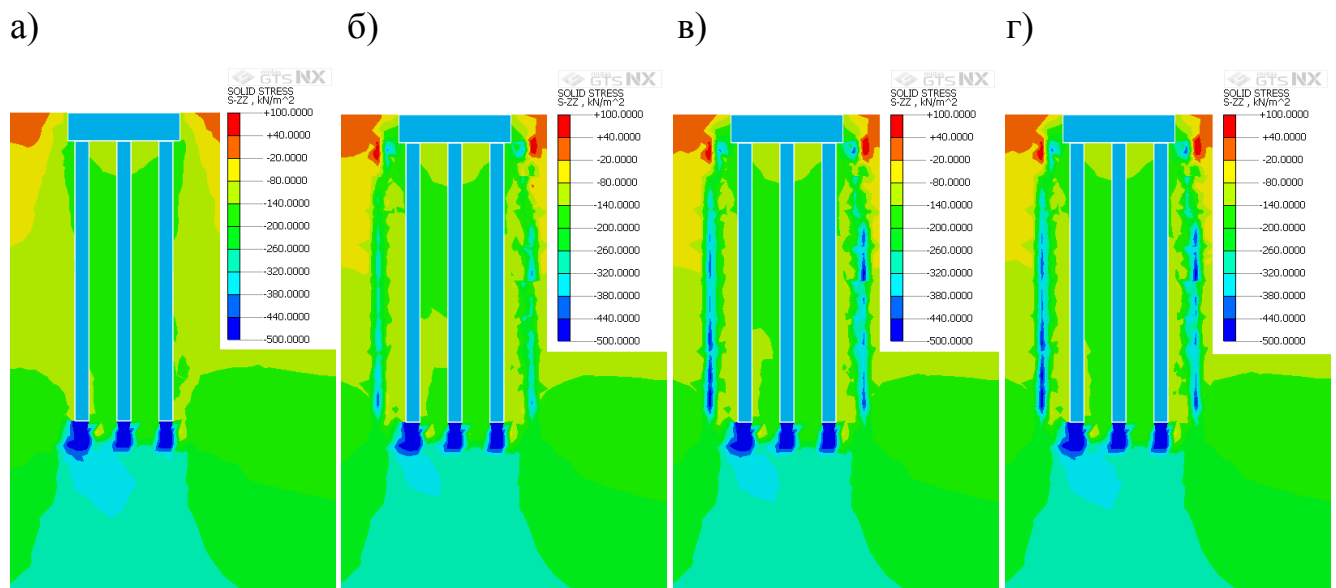 а)
б)
в)
г)
midas
GTS NX
SOLID STRESS
S-ZZ , kN/m^2
+100.0000
+40.0000
-20.0000
-80.0000
-140.0000
-200.0000
-260.0000
-320.0000
-380.0000
-440.0000
-500.0000
midas
GTS NX
SOLID STRESS
S-ZZ , kN/m^2
+100.0000
+40.0000
-20.0000
-80.0000
-140.0000
-200.0000
-260.0000
-320.0000
-380.0000
-440.0000
-500.0000
midas
GTS NX
SOLID STRESS
S-ZZ , kN/m^2
+100.0000
+40.0000
-20.0000
-80.0000
-140.0000
-200.0000
-260.0000
-320.0000
-380.0000
-440.0000
-500.0000
midas
GTS NX
SOLID STRESS
S-ZZ , kN/m^2
+100.0000
+40.0000
-20.0000
-80.0000
-140.0000
-200.0000
-260.0000
-320.0000
-380.0000
-440.0000
-500.0000